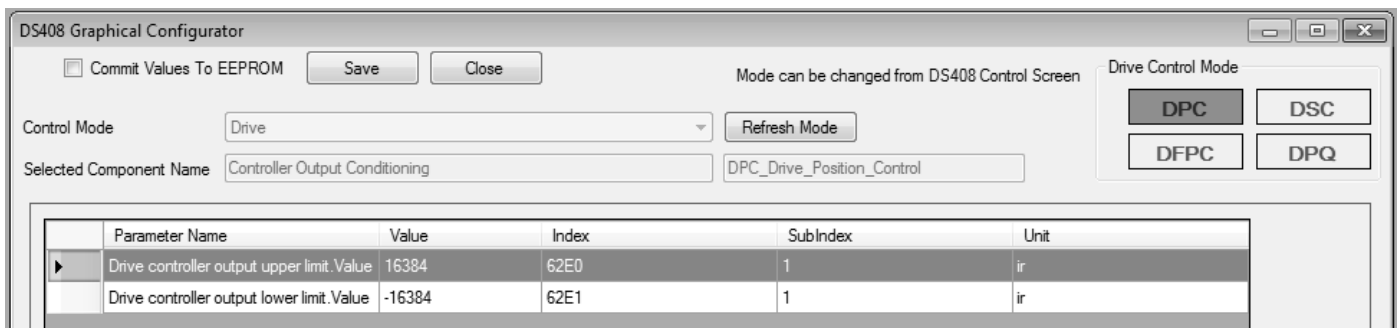 DS408 Graphical Configurator
Commit Values To EEPROM Save Close Mode can be changed from DS408 Control Screen Drive Control Mode
DPC DSC
Control Mode Drive Refresh Mode
DFPC DPQ
Selected Component Name Controller Output Conditioning DPC_Drive_Position_Control
Parameter Name Value Index SubIndex Unit
Drive controller output upper limit.Value 16384 62E0 1 ir
Drive controller output lower limit.Value -16384 62E1 1 ir